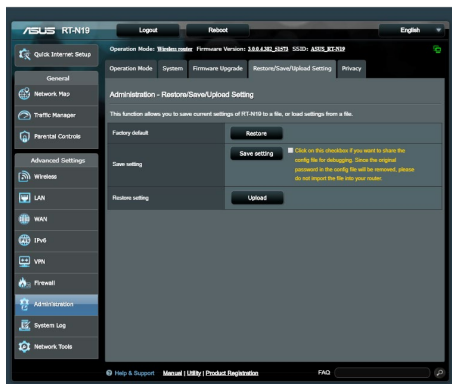 ASUS RT-N19
Logout
Reboot
English
Quick Internet Setup
General
Network Map
Traffic Manager
Parental Controls
Advanced Settings
Wireless
LAN
WAN
IPv6
VPN
Firewall
Administration
System Log
Network Tools
Operation Mode: Wireless router Firmware Version: 3.0.0.4.382_51573 SSID: ASUS_RT-N19
Operation Mode System Firmware Upgrade Restore/Save/Upload Setting Privacy
Administration - Restore/Save/Upload Setting
This function allows you to save current settings of RT-N19 to a file, or load settings from a file.
Factory default
Restore
Save setting
Save setting
Click on this checkbox if you want to share the
config file for debugging. Since the original
password in the config file will be removed, please
do not import the file into your router.
Restore setting
Upload
Help & Support Manual | Utility | Product Registration FAQ